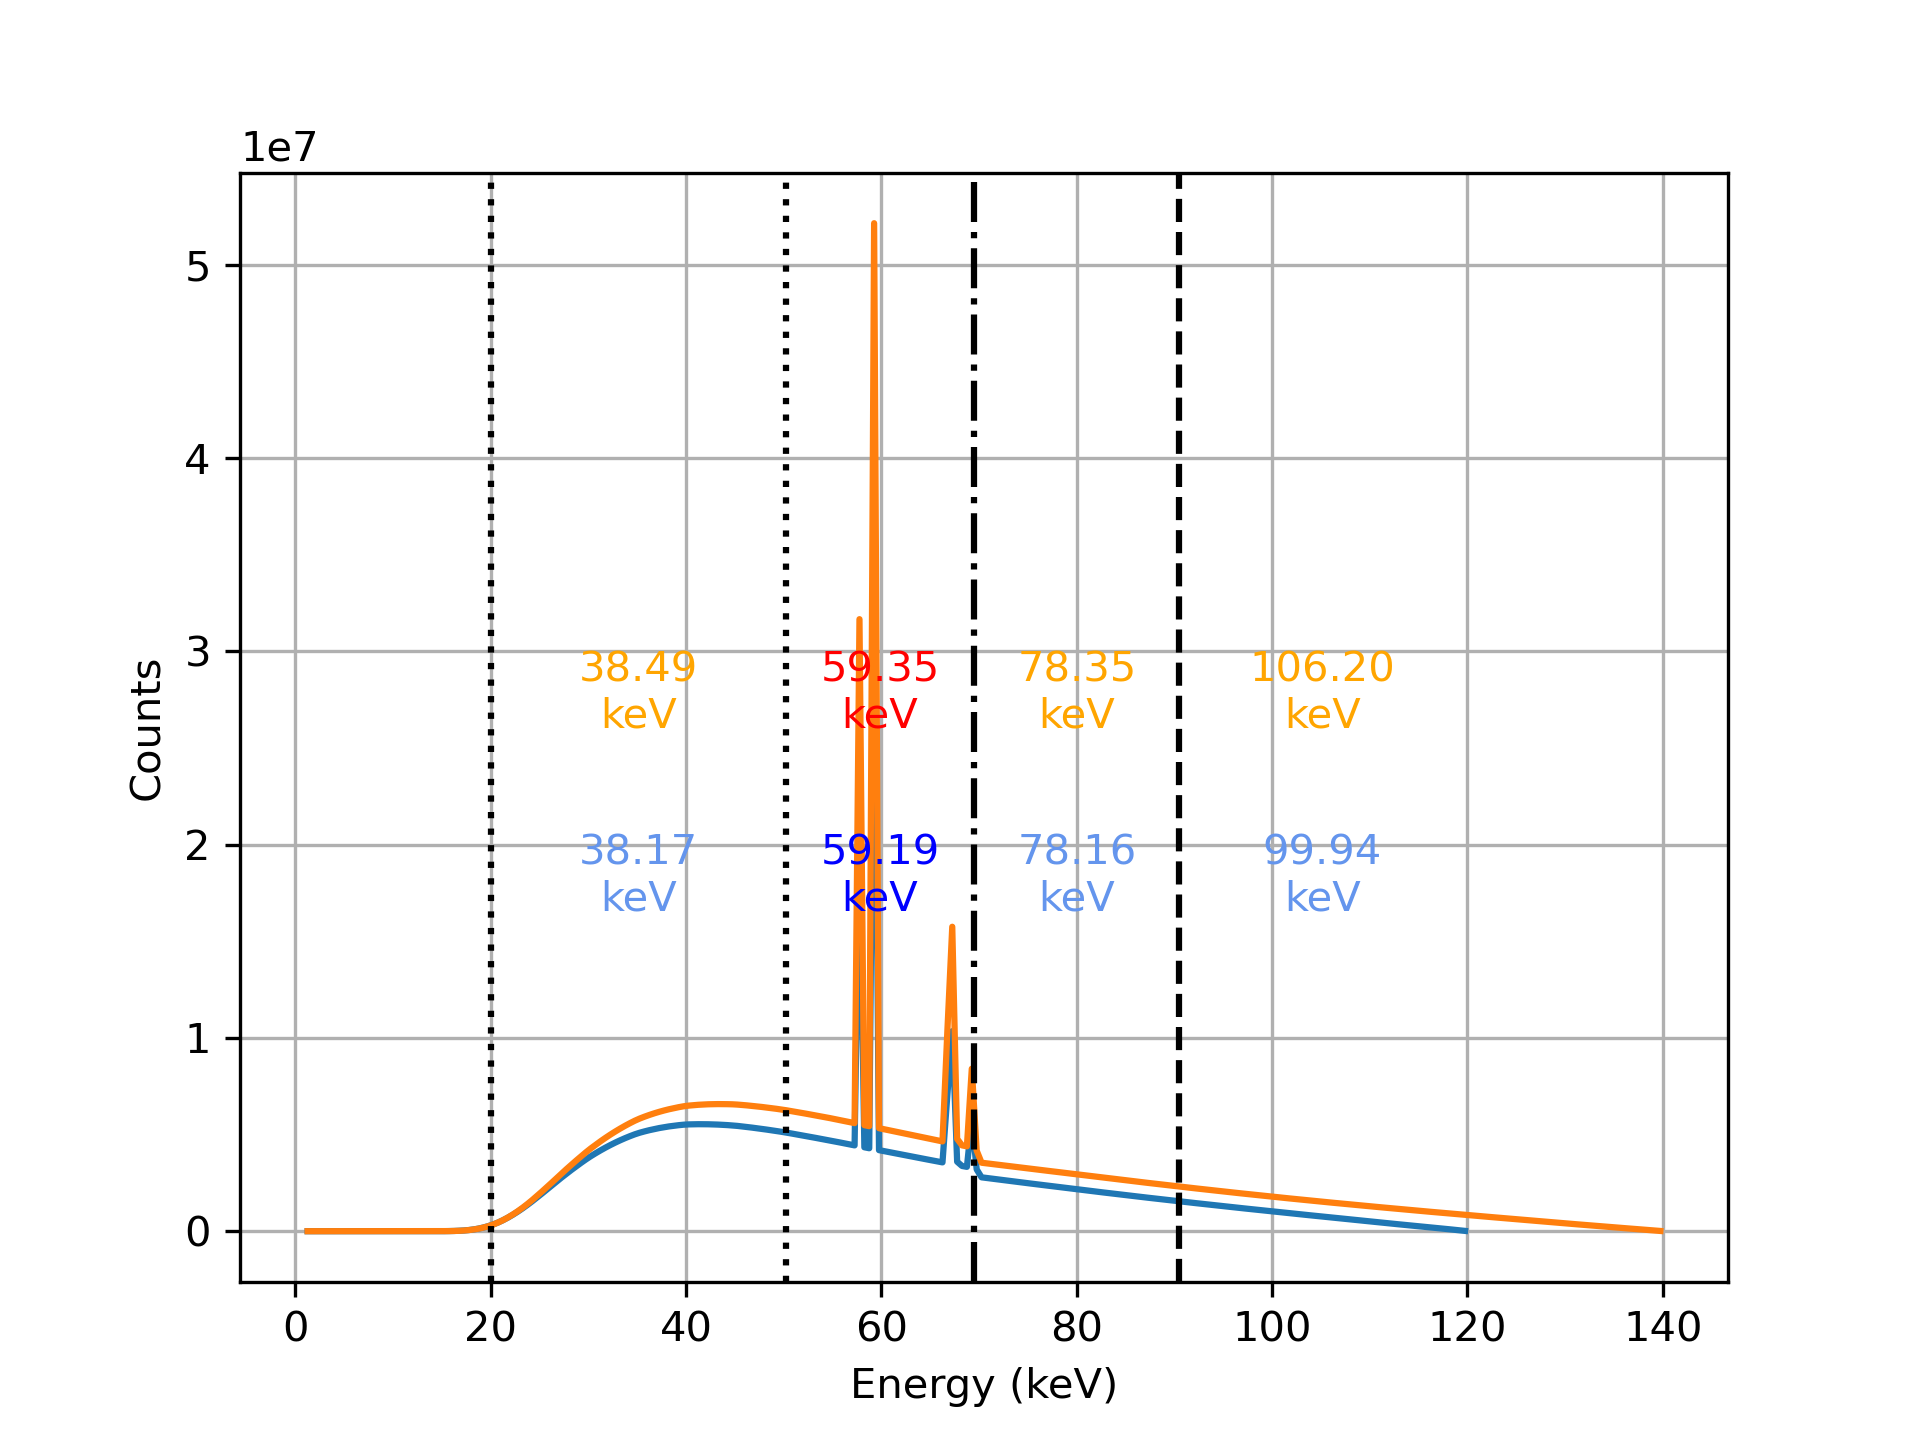 1e7
5
4
3
2
1
0
Counts
38.49 keV
59.35 keV
78.35 keV
106.20 keV
38.17 keV
59.19 keV
78.16 keV
99.94 keV
0 20 40 60 80 100 120 140
Energy (keV)